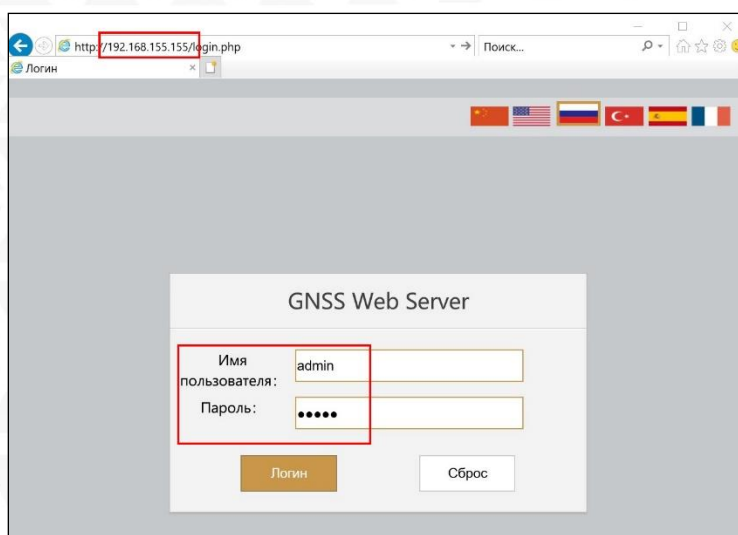 http://192.168.155.155/login.php
Поиск...
Логин
GNSS Web Server
Имя
пользователя:
admin
Пароль:
•••••
Логин
Сброс